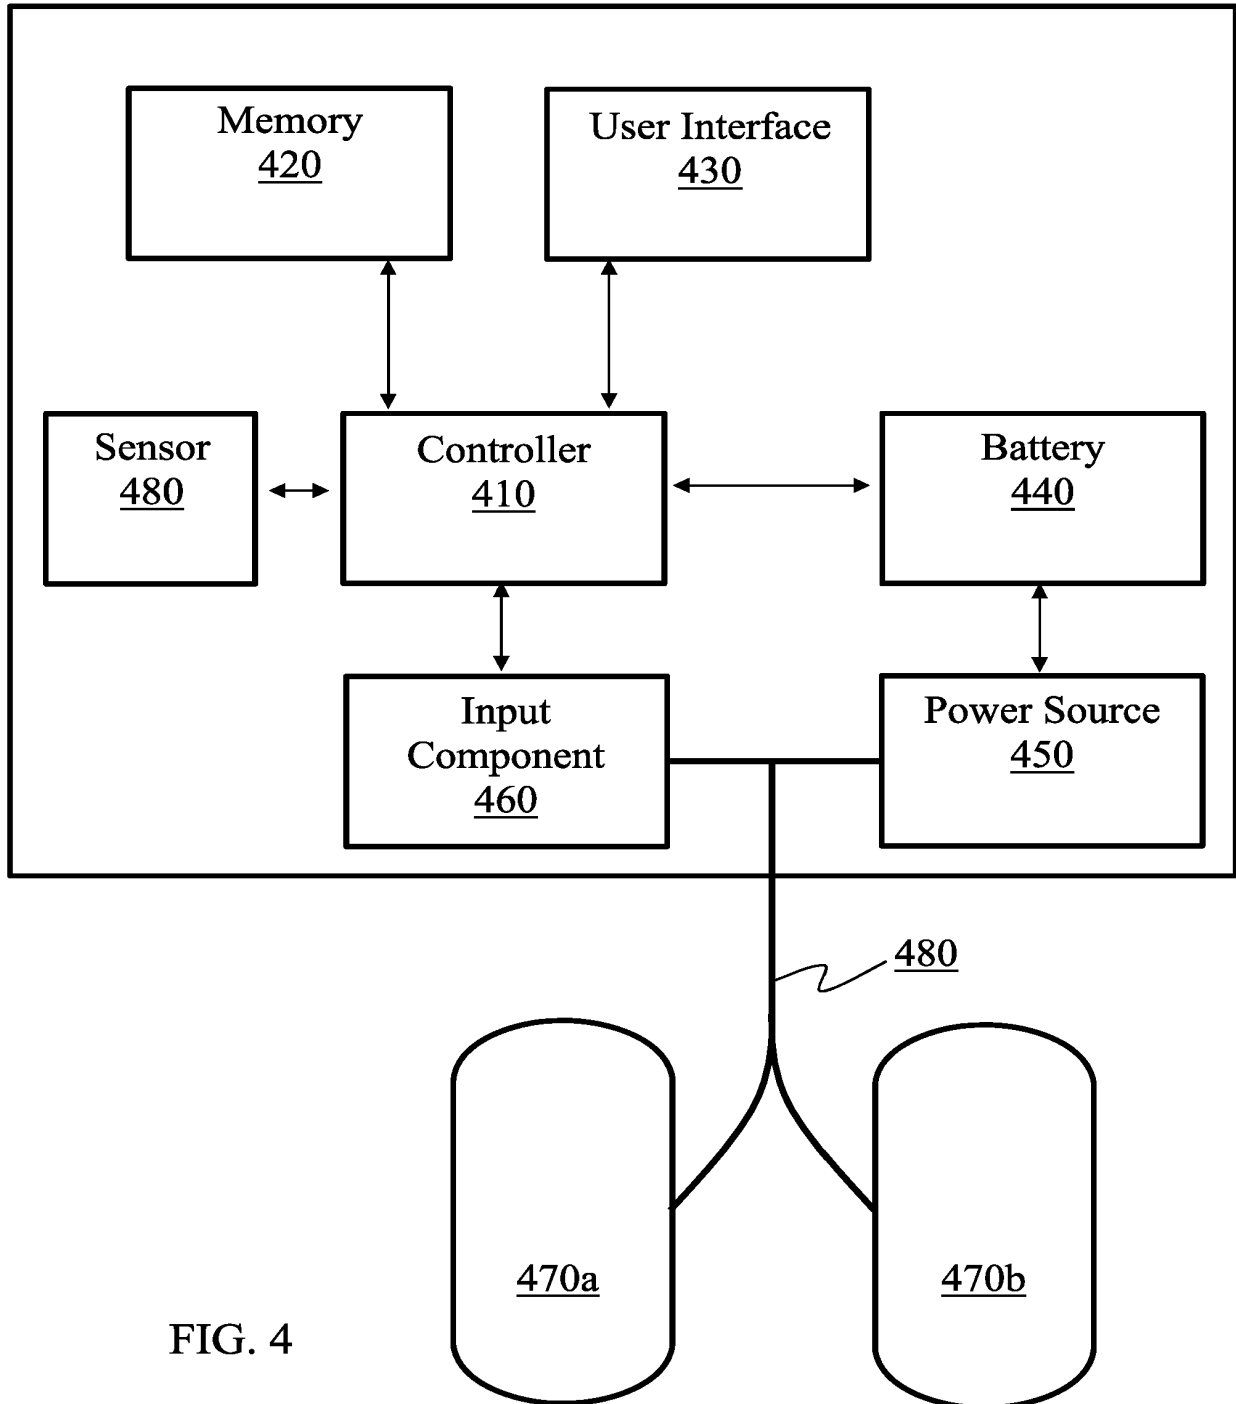 Memory
420
User Interface
430
Sensor
480
Controller
410
Battery
440
Input
Component
460
Power Source
450
480
470a
470b
FIG. 4